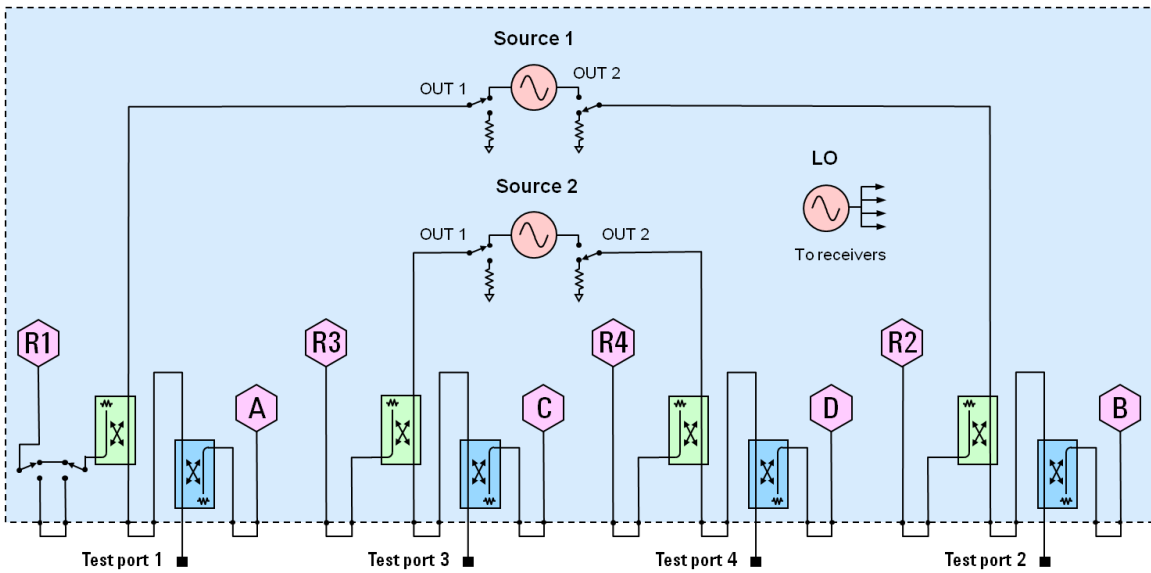 Source 1
OUT 1
OUT 2
LO
Source 2
OUT 1
OUT 2
To receivers
R1
R3
R4
R2
A
C
D
B
Test port 1
Test port 3
Test port 4
Test port 2